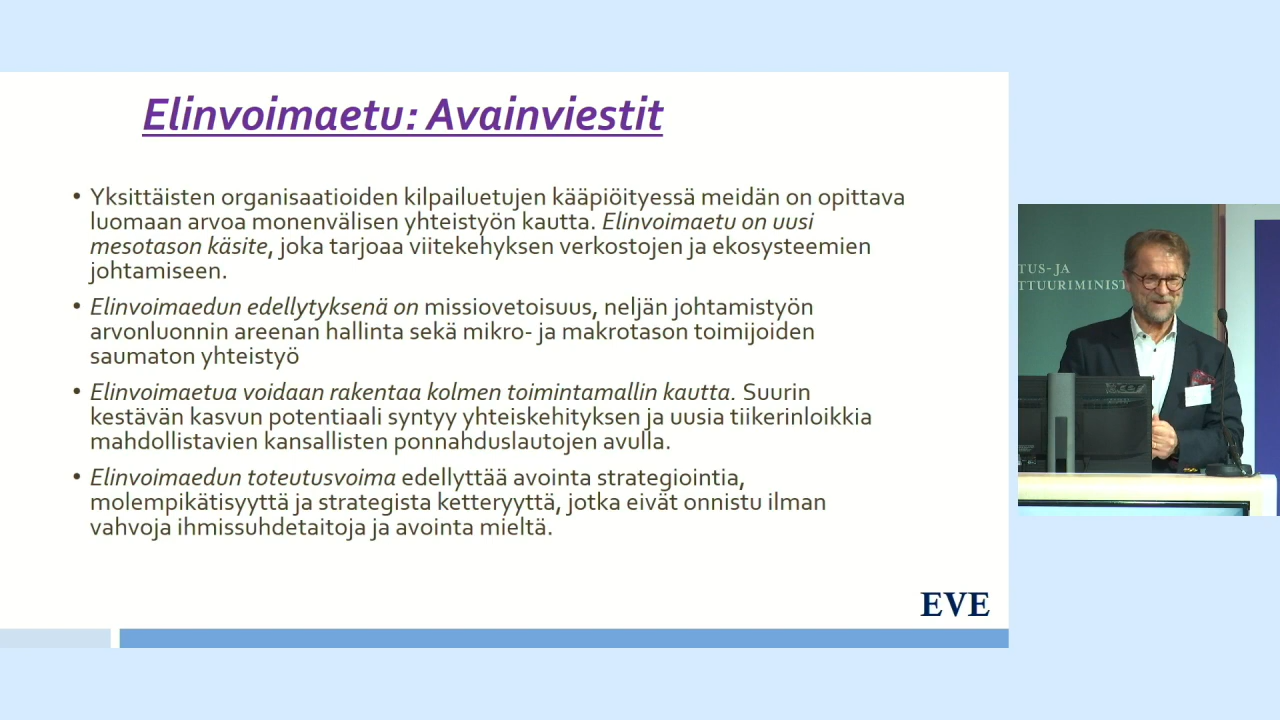 Elinvoimaetu: Avainviestit
• Yksittäisten organisaatioiden kilpailuetujen kääpiöityessä meidän on opittava
luomaan arvoa monenvälisen yhteistyön kautta. Elinvoimaetu on uusi
mesotason käsite, joka tarjoaa viitekehyksen verkostojen ja ekosysteemien
johtamiseen.
• Elinvoimaedun edellytyksenä on missiovetoisuus, neljän johtamistyön
arvonluonnin areenan hallinta sekä mikro- ja makrotason toimijoiden
saumaton yhteistyö
• Elinvoimaetua voidaan rakentaa kolmen toimintamallin kautta. Suurin
kestävän kasvun potentiaali syntyy yhteiskehityksen ja uusia tiikerinloikkia
mahdollistavien kansallisten ponnahduslautojen avulla.
• Elinvoimaedun toteutusvoima edellyttää avointa strategiointia,
molempikätisyyttä ja strategista ketteryyttä, jotka eivät onnistu ilman
vahvoja ihmissuhdetaitoja ja avointa mieltä.
EVE
TUS- JA
TTUURIMINIST